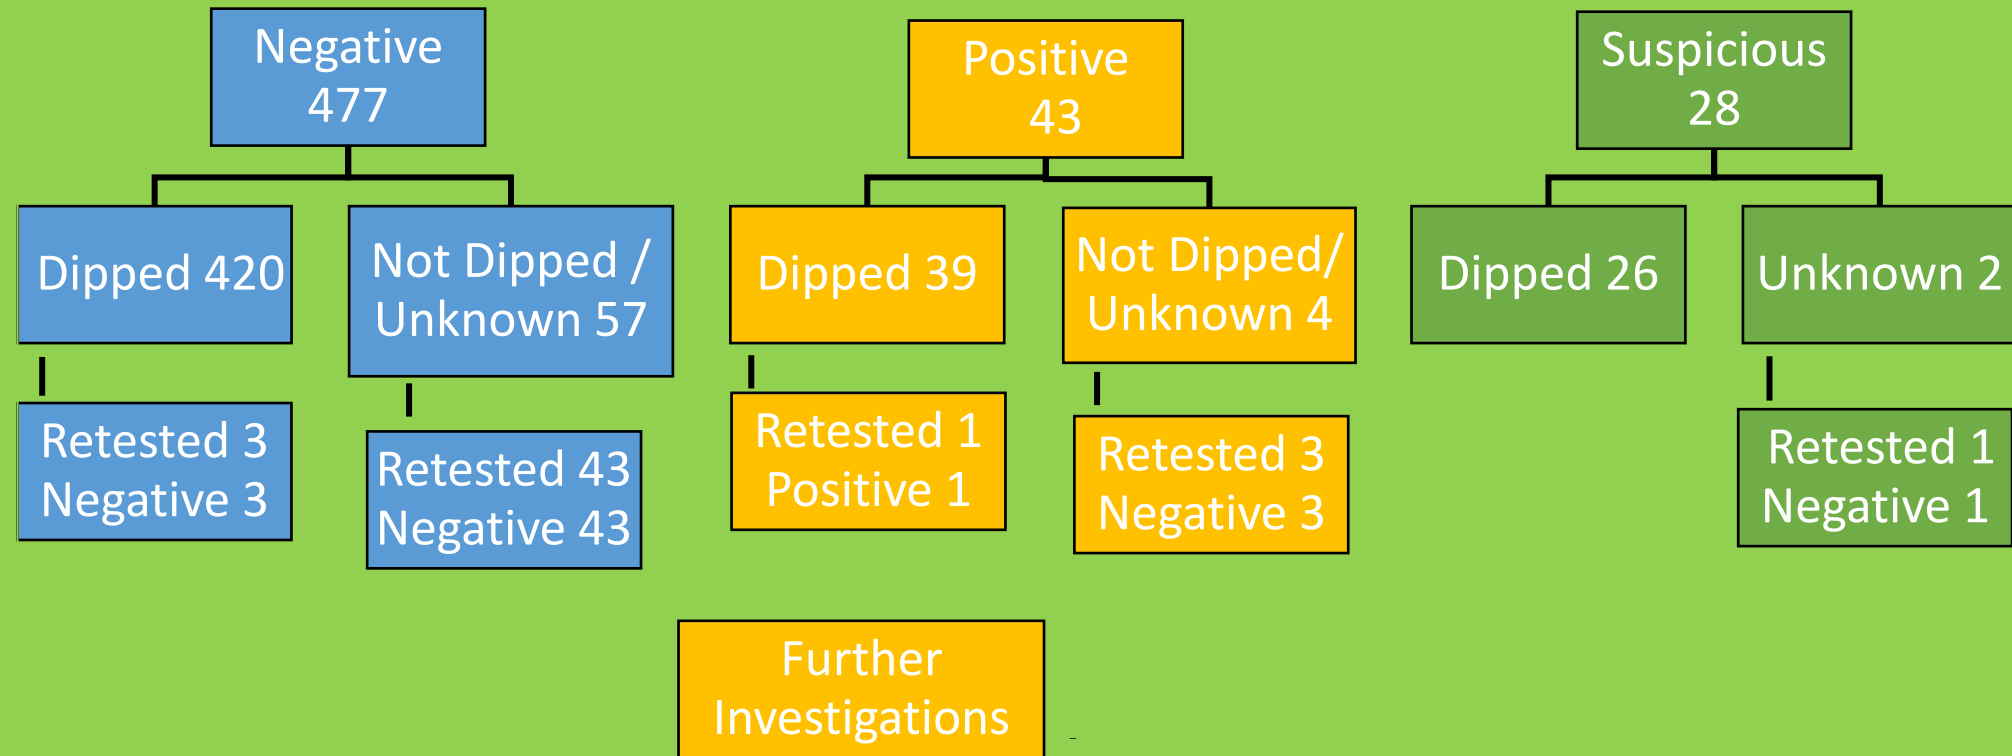 Negative
477
Positive
43
Suspicious
28
Dipped 420
Not Dipped /
Unknown 57
Dipped 39
Not Dipped/
Unknown 4
Dipped 26
Unknown 2
Retested 3
Negative 3
Retested 43
Negative 43
Retested 1
Positive 1
Retested 3
Negative 3
Retested 1
Negative 1
Further
Investigations